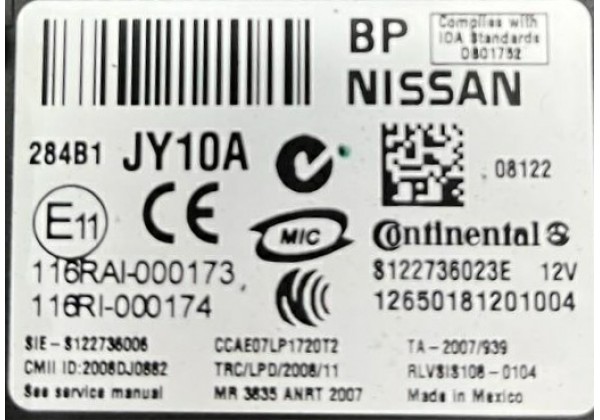 BP
Complies with
IDA Standards
DB01752
NISSAN
284B1 JY10A
08122
E11 CE MIC Continental
116RAI-000173 S122736023E 12V
116RI-000174 12650181201004
SIE-S122736006 CCAE07LP1720T2 TA-2007/939
CMII ID:2008DJ0882 TRC/LPD/2008/11 RLVSIS108-0104
See service manual MR 3835 ANRT 2007 Made in Mexico